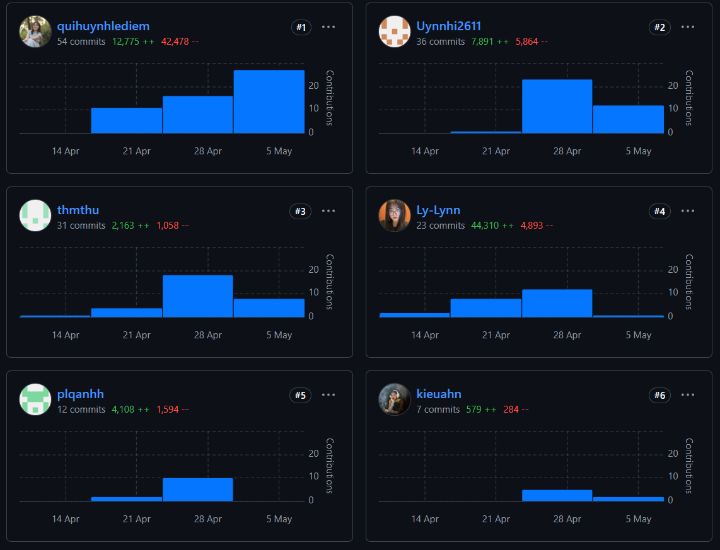 quihuynhlediem #1 ...
54 commits 12,775 ++ 42,478 --
20
10
0
Contributions
14 Apr 21 Apr 28 Apr 5 May
Uynnhi2611 #2 ...
36 commits 7,891 ++ 5,864 --
20
10
0
Contributions
14 Apr 21 Apr 28 Apr 5 May
thmthu #3 ...
31 commits 2,163 ++ 1,058 --
20
10
0
Contributions
14 Apr 21 Apr 28 Apr 5 May
Ly-Lynn #4 ...
23 commits 44,310 ++ 4,893 --
20
10
0
Contributions
14 Apr 21 Apr 28 Apr 5 May
plqanhh #5 ...
12 commits 4,108 ++ 1,594 --
20
10
0
Contributions
14 Apr 21 Apr 28 Apr 5 May
kieuahn #6 ...
7 commits 579 ++ 284 --
20
10
0
Contributions
14 Apr 21 Apr 28 Apr 5 May